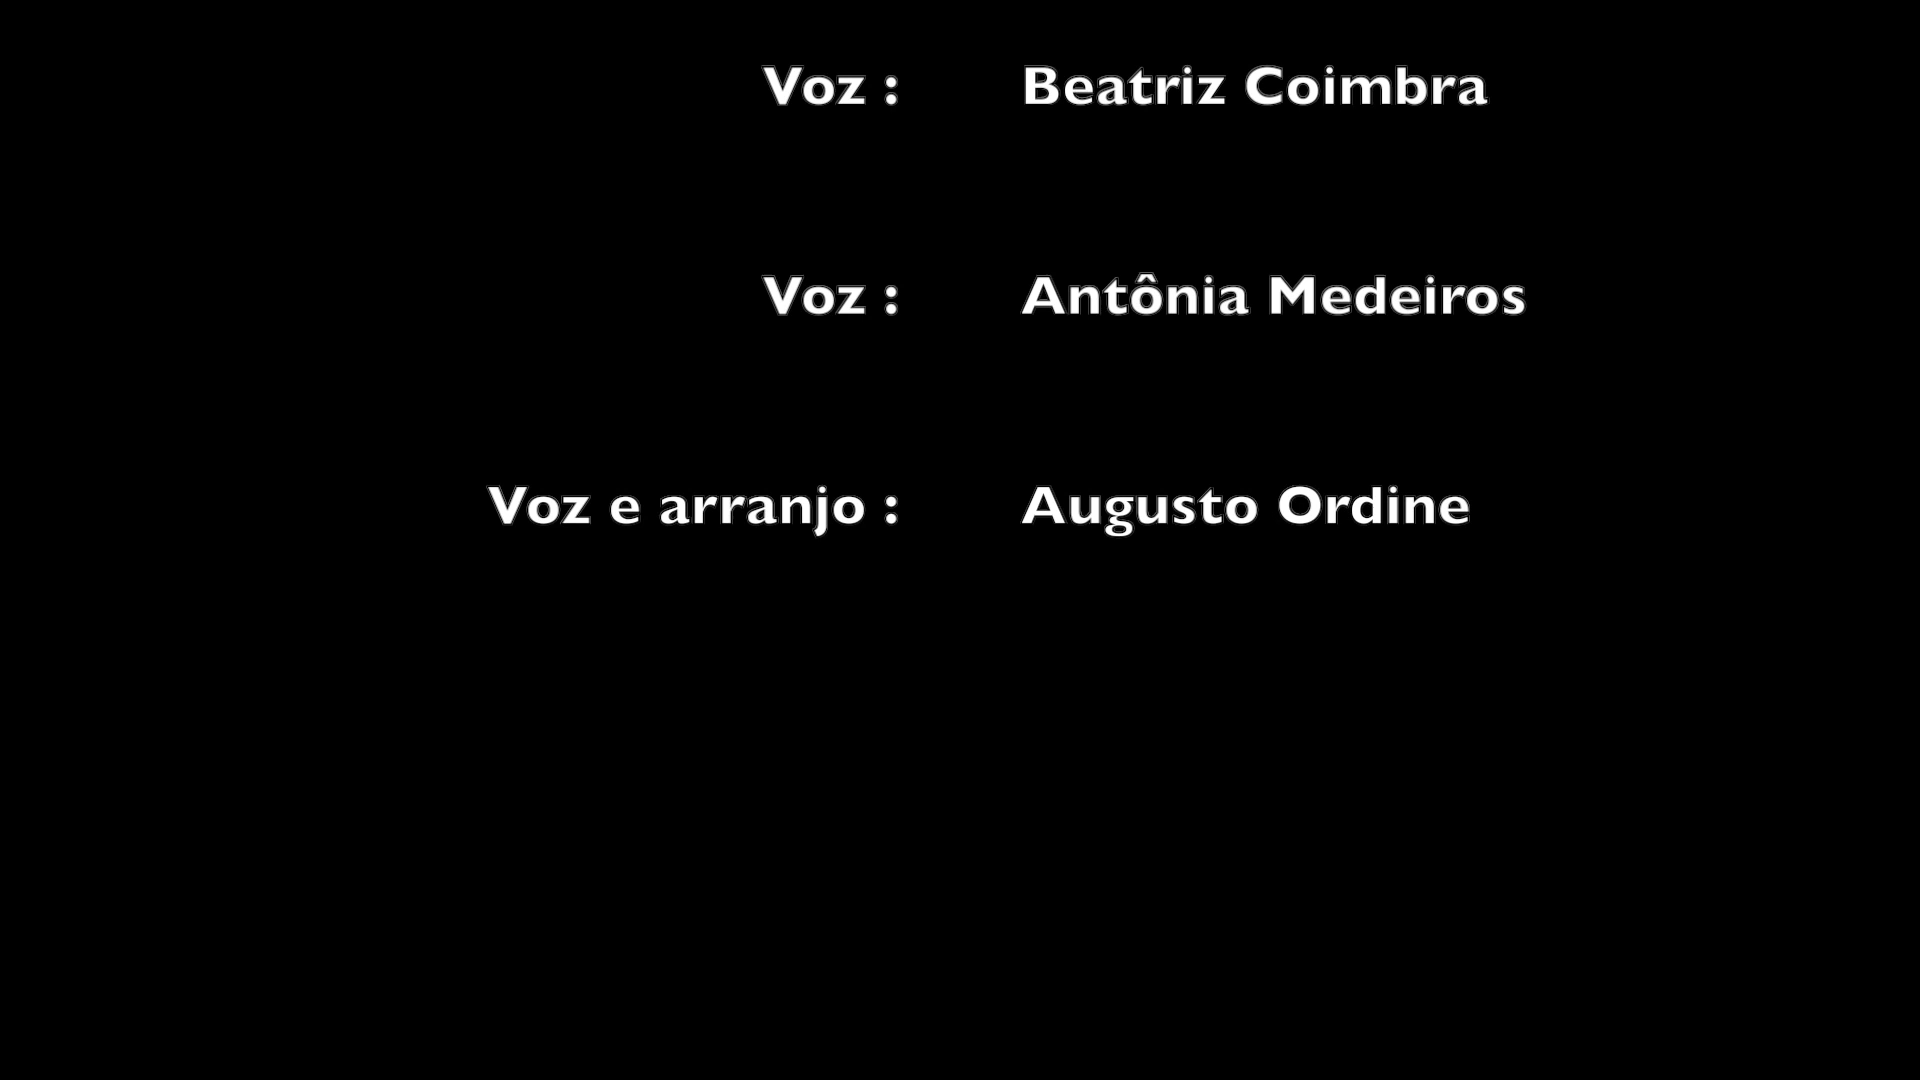 Voz : Beatriz Coimbra
Voz : Antônia Medeiros
Voz e arranjo : Augusto Ordine